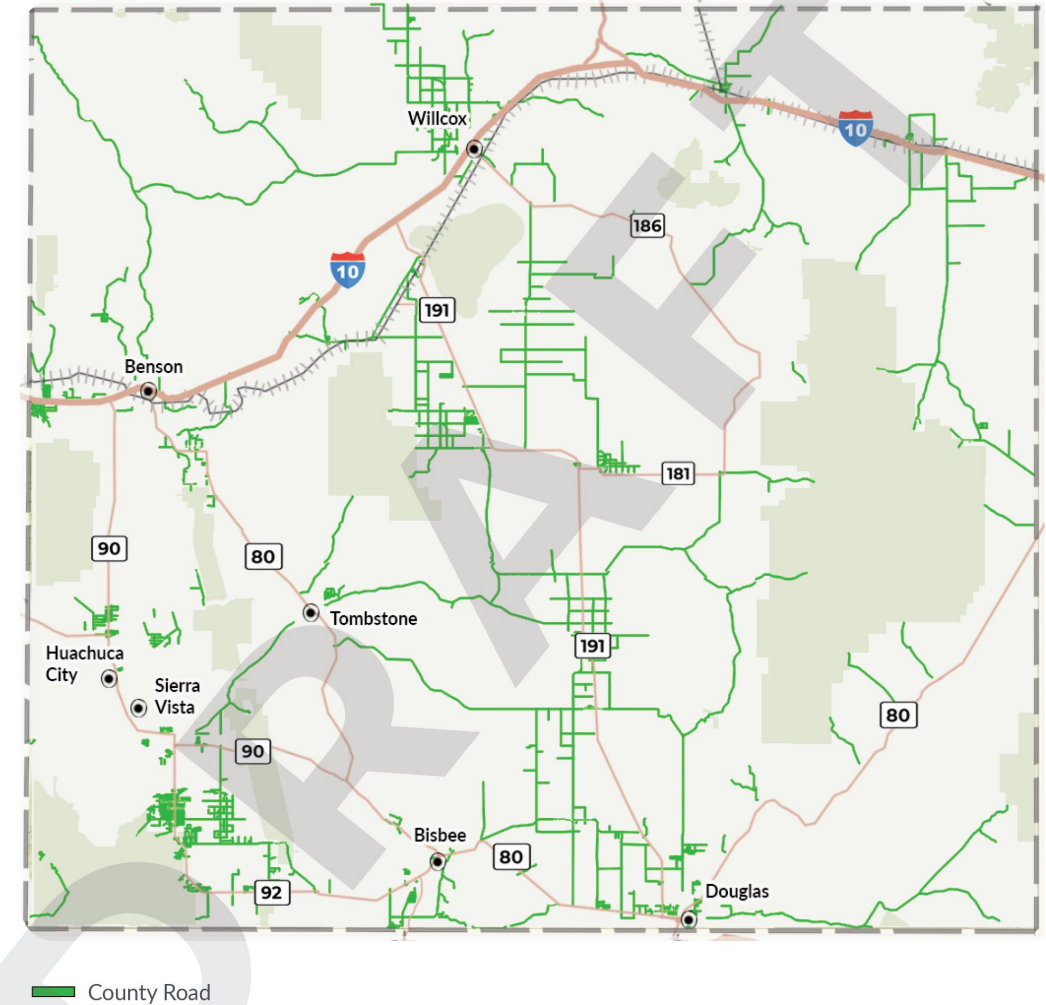 10
Willcox
10
186
191
Benson
181
90
80
Tombstone
191
Huachuca
City
Sierra
Vista
80
90
Bisbee
80
92
Douglas
County Road
DRAFT